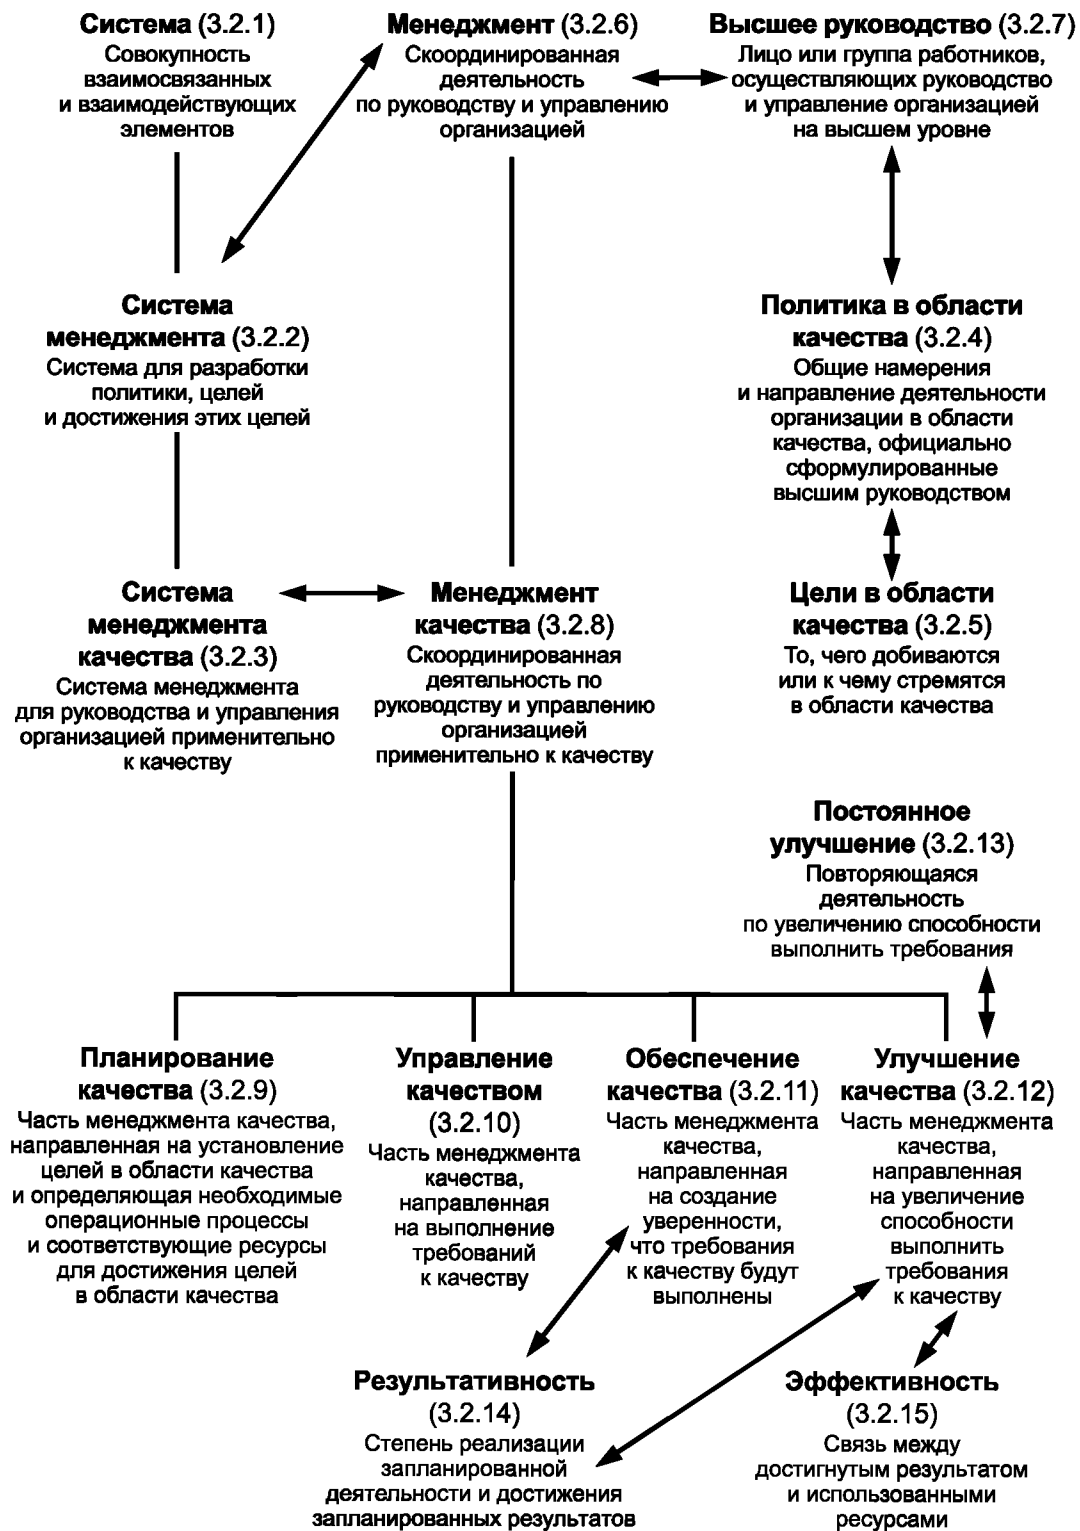 Система (3.2.1)
Совокупность
взаимосвязанных
и взаимодействующих
элементов
Менеджмент (3.2.6)
Скоординированная
деятельность
по руководству и управлению
организацией
Высшее руководство (3.2.7)
Лицо или группа работников,
осуществляющих руководство
и управление организацией
на высшем уровне
Система
менеджмента (3.2.2)
Система для разработки
политики, целей
и достижения этих целей
Политика в области
качества (3.2.4)
Общие намерения
и направление деятельности
организации в области
качества, официально
сформулированные
высшим руководством
Система
менеджмента
качества (3.2.3)
Система менеджмента
для руководства и управления
организацией применительно
к качеству
Менеджмент
качества (3.2.8)
Скоординированная
деятельность по
руководству и управлению
организацией
применительно к качеству
Цели в области
качества (3.2.5)
То, чего добиваются
или к чему стремятся
в области качества
Постоянное
улучшение (3.2.13)
Повторяющаяся
деятельность
по увеличению способности
выполнить требования
Планирование
качества (3.2.9)
Часть менеджмента качества,
направленная на установление
целей в области качества
и определяющая необходимые
операционные процессы
и соответствующие ресурсы
для достижения целей
в области качества
Управление
качеством
(3.2.10)
Часть менеджмента
качества,
направленная
на выполнение
требований
к качеству
Обеспечение
качества (3.2.11)
Часть менеджмента
качества,
направленная
на создание
уверенности,
что требования
к качеству будут
выполнены
Улучшение
качества (3.2.12)
Часть менеджмента
качества,
направленная
на увеличение
способности
выполнить
требования
к качеству
Результативность
(3.2.14)
Степень реализации
запланированной
деятельности и достижения
запланированных результатов
Эффективность
(3.2.15)
Связь между
достигнутым результатом
и использованными
ресурсами